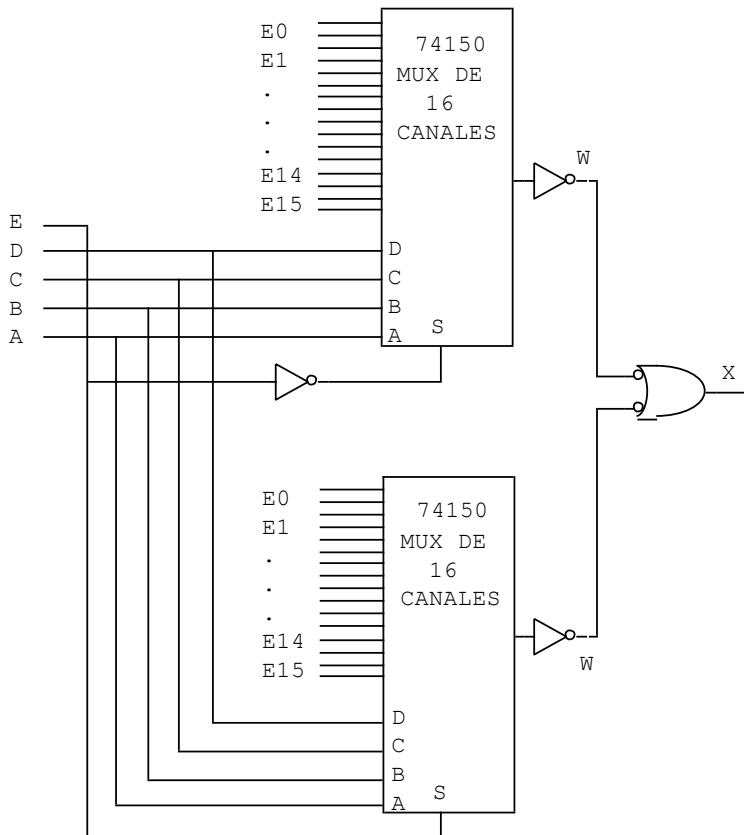 74150
MUX DE
16
CANALES
E0
E1
.
.
.
E14
E15
W
E
D
C
B
A
D
C
B
A
S
X
74150
MUX DE
16
CANALES
E0
E1
.
.
.
E14
E15
W
D
C
B
A
S